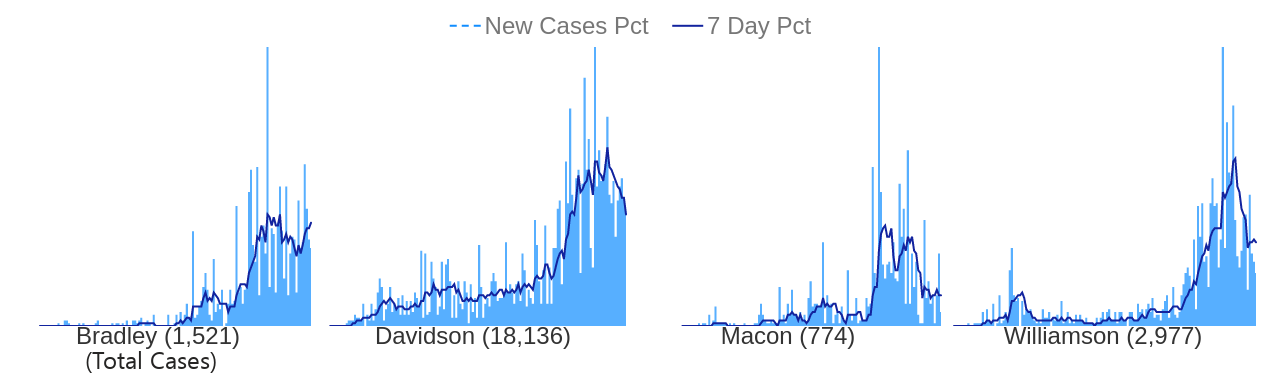 New Cases Pct 7 Day Pct
Bradley (1,521) Davidson (18,136) Macon (774) Williamson (2,977)
(Total Cases)